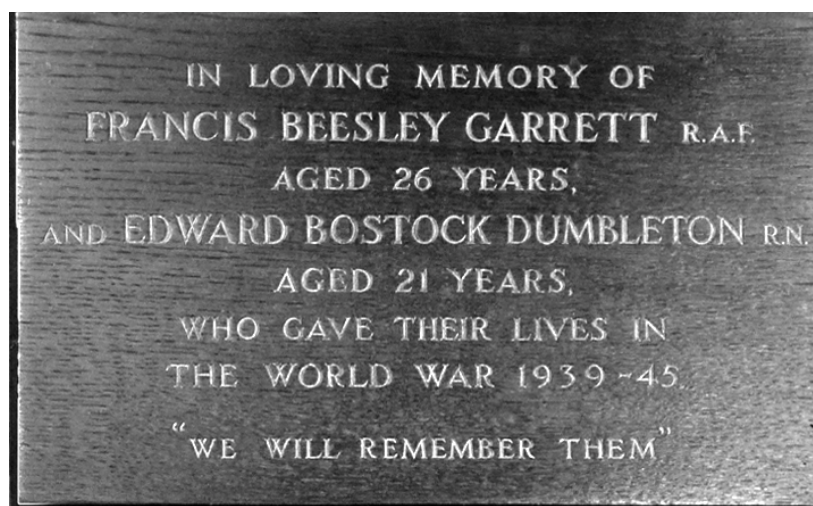 IN LOVING MEMORY OF
FRANCIS BEESLEY GARRETT R.A.F.
AGED 26 YEARS,
AND EDWARD BOSTOCK DUMBLETON R.N.
AGED 21 YEARS,
WHO GAVE THEIR LIVES IN
THE WORLD WAR 1939-45.
"WE WILL REMEMBER THEM"